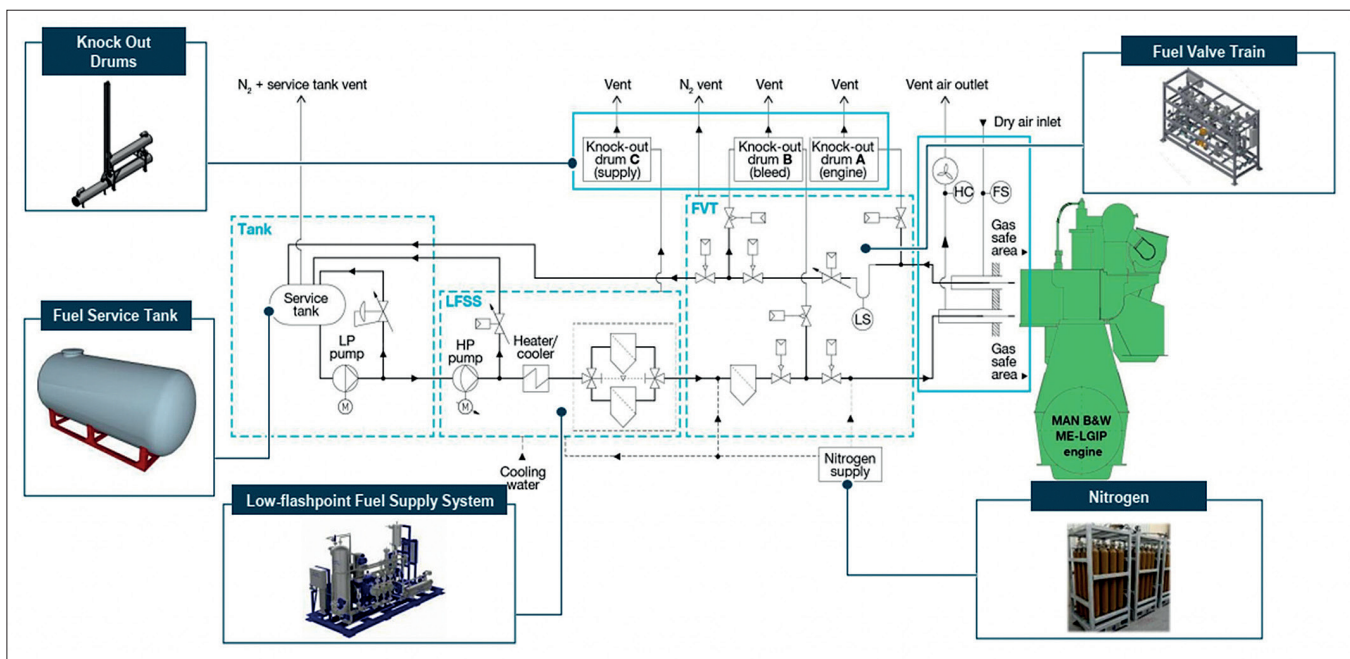 Knock Out
Drums
Fuel Valve Train
N₂ + service tank vent
Vent
N₂ vent
Vent
Vent
Vent air outlet
Dry air inlet
Knock-out
drum C
(supply)
Knock-out
drum B
(bleed)
Knock-out
drum A
(engine)
HC
FS
Tank
FVT
Gas
safe
area
Fuel Service Tank
Service
tank
LFSS
LS
LP
pump
HP
pump
Heater/
cooler
Gas
safe
area
M
M
MAN B&W
ME-LGIP
engine
Cooling
water
Nitrogen
supply
Low-flashpoint Fuel Supply System
Nitrogen